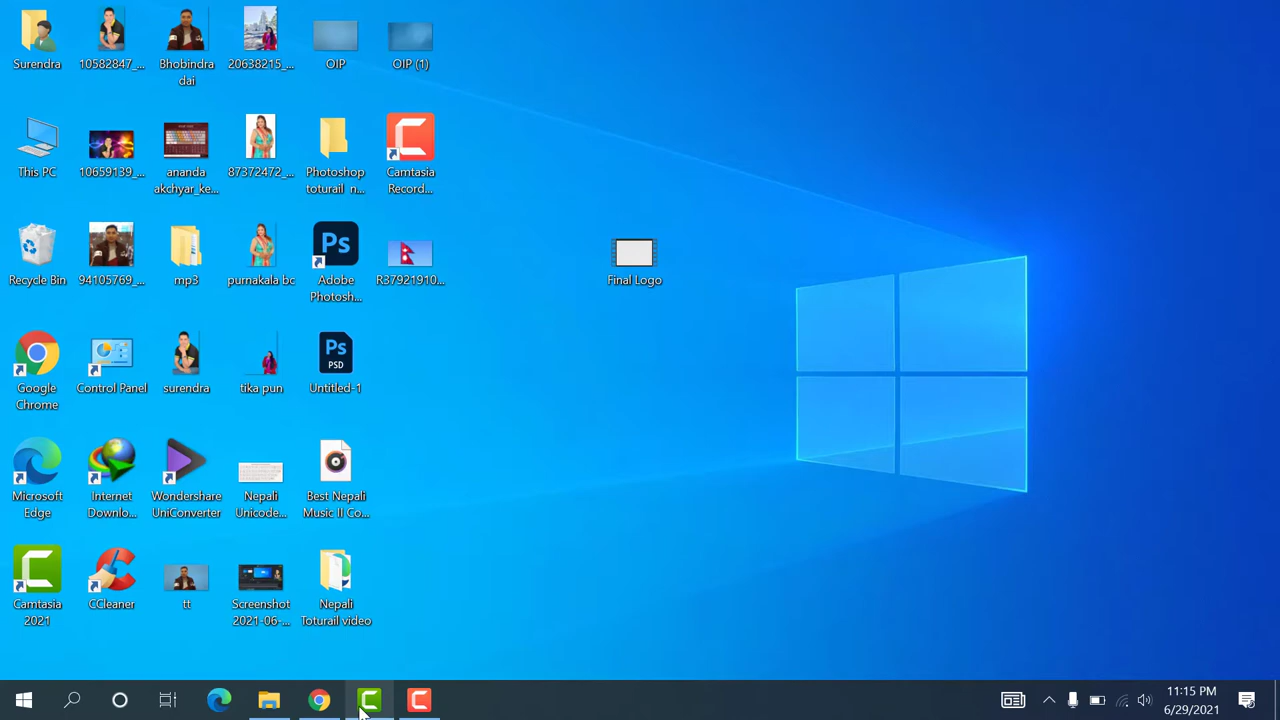 Surendra
10582847_...
Bhobindra
dai
20638215_...
OIP
OIP (1)
This PC
10659139_...
ananda
akchyar_ke...
87372472_...
Photoshop
toturail n...
Camtasia
Record...
Recycle Bin
94105769_...
mp3
purnakala bc
Ps
Adobe
Photosh...
R37921910...
Final Logo
Google
Chrome
Control Panel
surendra
tika pun
Ps
PSD
Untitled-1
Microsoft
Edge
Internet
Downlo...
Wondershare
UniConverter
Nepali
Unicode...
Best Nepali
Music II Co...
Camtasia
2021
CCleaner
tt
Screenshot
2021-06-...
Nepali
Toturail video
11:15 PM
6/29/2021